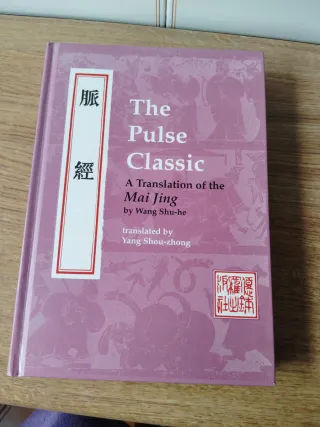 脈經
The
Pulse
Classic
A Translation of the
Mai Jing
by Wang Shu-he
translated by
Yang Shou-zhong